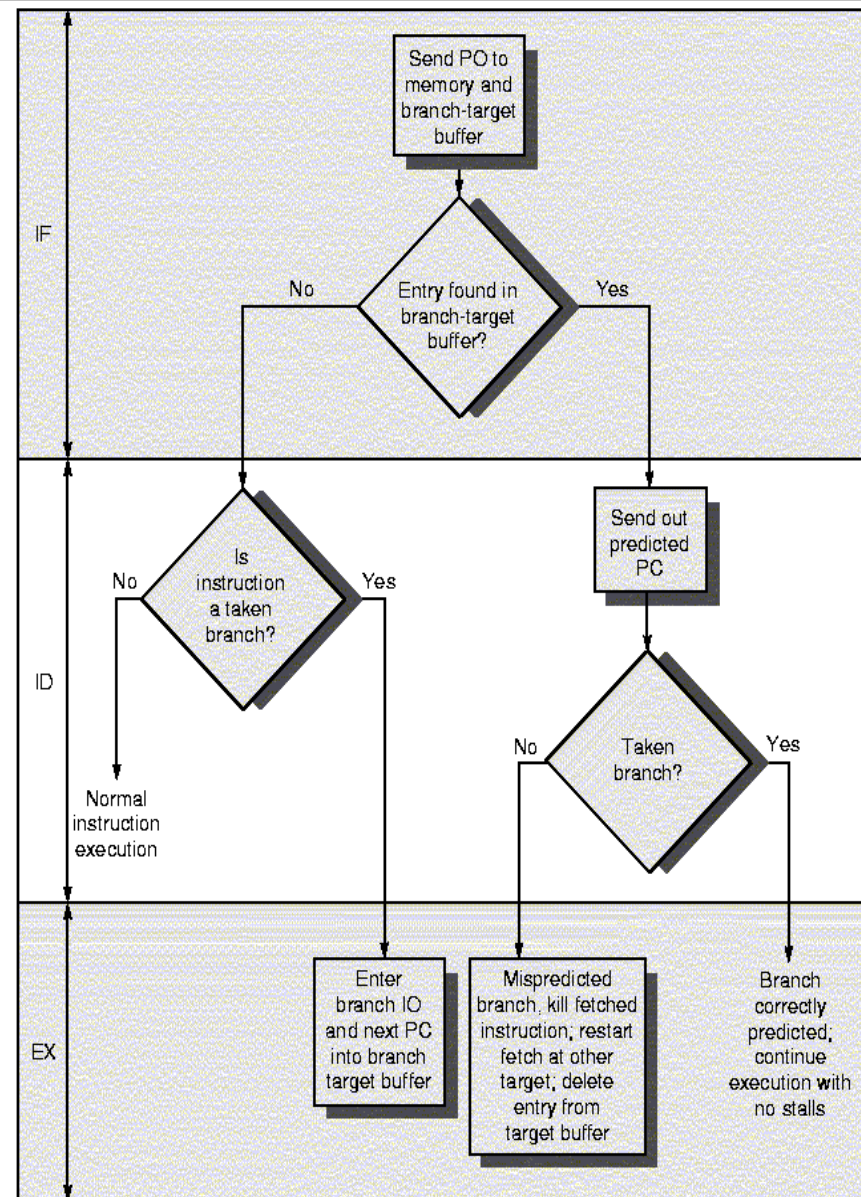 Send PO to
memory and
branch-target
buffer
IF
No
Entry found in
branch-target
buffer?
Yes
Is
instruction
a taken
branch?
No
Yes
Send out
predicted
PC
ID
No
Taken
branch?
Yes
Normal
instruction
execution
EX
Enter
branch IO
and next PC
into branch
target buffer
Mispredicted
branch, kill fetched
instruction; restart
fetch at other
target; delete
entry from
target buffer
Branch
correctly
predicted;
continue
execution with
no stalls